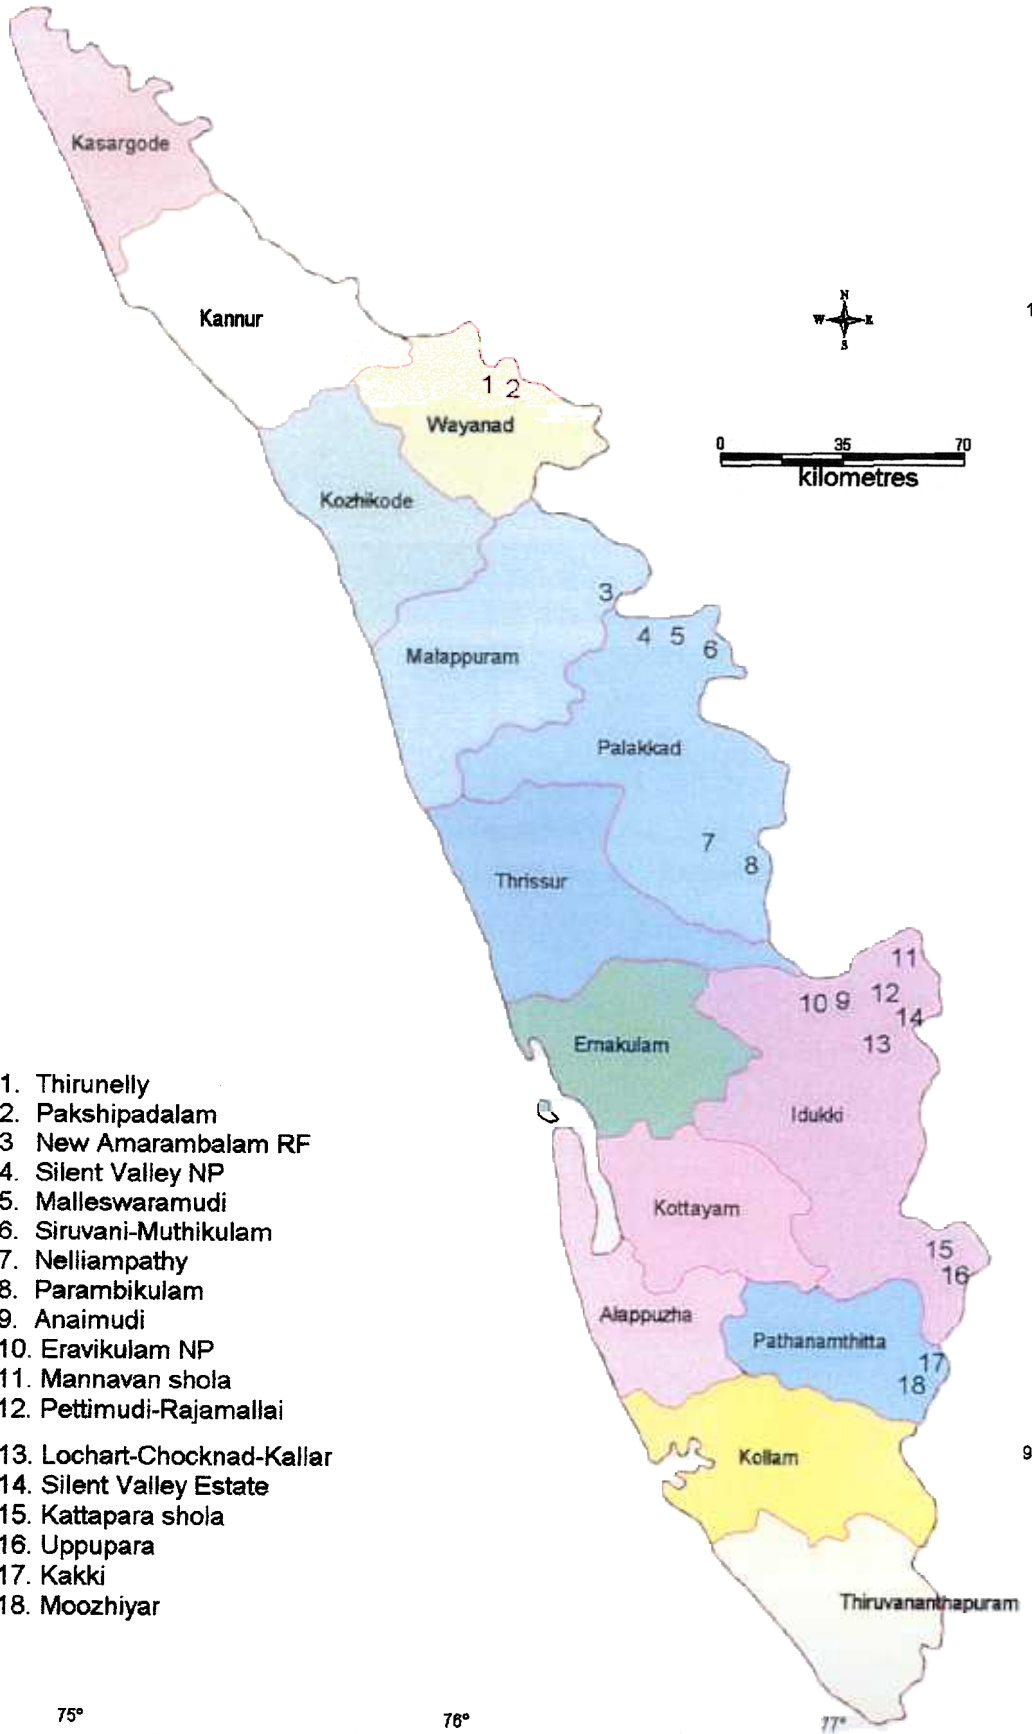 Kasargode
Kannur
N
W E
S
1
1 2
Wayanad
0 35 70
kilometres
Kozhikode
3
4 5 6
Malappuram
Palakkad
7
8
Thrissur
11
10 9 12
14
13
Ernakulam
Idukki
1. Thirunelly
2. Pakshipadalam
3 New Amarambalam RF
4. Silent Valley NP
5. Malleswaramudi
6. Siruvani-Muthikulam
7. Nelliampathy
8. Parambikulam
9. Anaimudi
10. Eravikulam NP
11. Mannavan shola
12. Pettimudi-Rajamallai
13. Lochart-Chocknad-Kallar
14. Silent Valley Estate
15. Kattapara shola
16. Uppupara
17. Kakki
18. Moozhiyar
Kottayam
15
16
Alappuzha
Pathanamthitta
17
18
Kollam
9
Thiruvananthapuram
75°
76°
77°